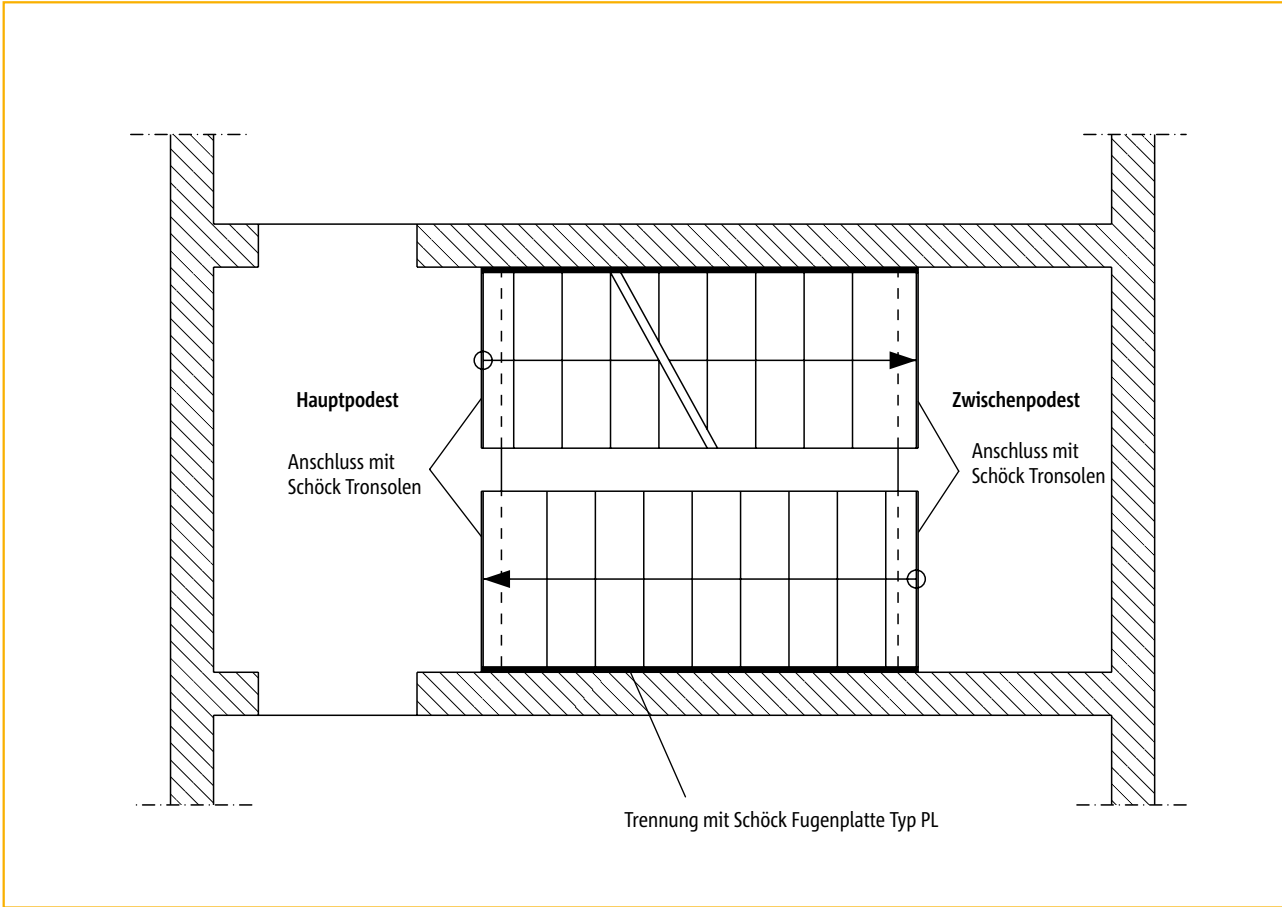 Hauptpodest
Anschluss mit
Schöck Tronsolen
Zwischenpodest
Anschluss mit
Schöck Tronsolen
Trennung mit Schöck Fugenplatte Typ PL